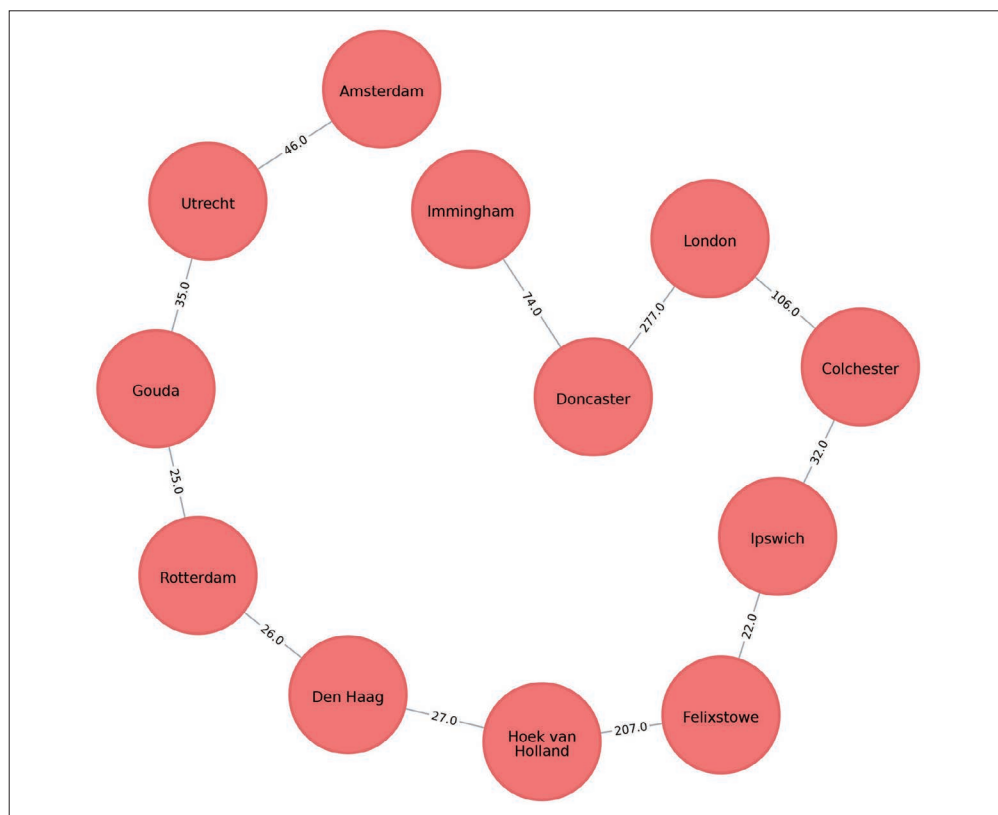 Amsterdam
46.0
Utrecht
Immingham
London
35.0
74.0
277.0
106.0
Gouda
Doncaster
Colchester
25.0
32.0
Rotterdam
Ipswich
26.0
22.0
Den Haag
27.0
Hoek van
Holland
207.0
Felixstowe